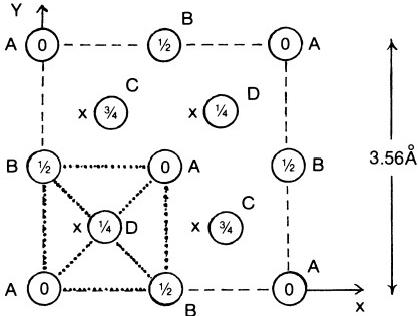 Y
B
A 0 ½ 0 A
C D
x ¾ x ¼
B ½ 0 A ½ B
3.56Å
C
x ¼ D x ¾
A
A 0 ½ 0
B x